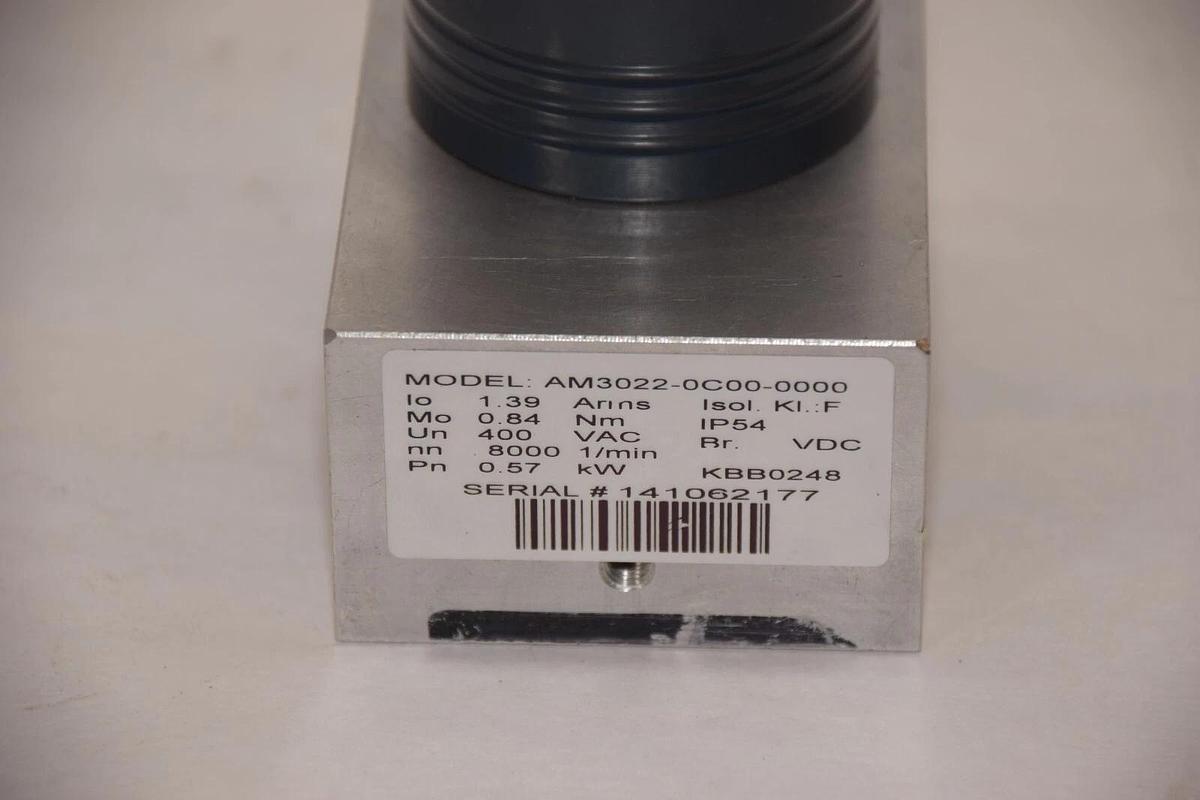 MODEL: AM3022-0C00-0000
Io 1.39 Arms Isol. Kl.:F
Mo 0.84 Nm IP54
Un 400 VAC Br. VDC
nn 8000 1/min
Pn 0.57 kW KBB0248
SERIAL # 141062177